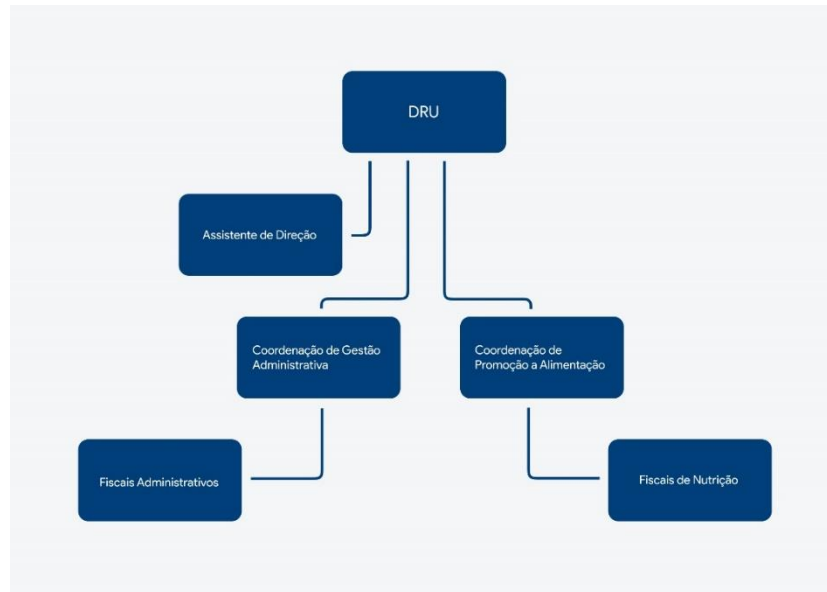 DRU
Assistente de Direção
Coordenação de Gestão
Administrativa
Coordenação de
Promoção a Alimentação
Fiscais Administrativos
Fiscais de Nutrição